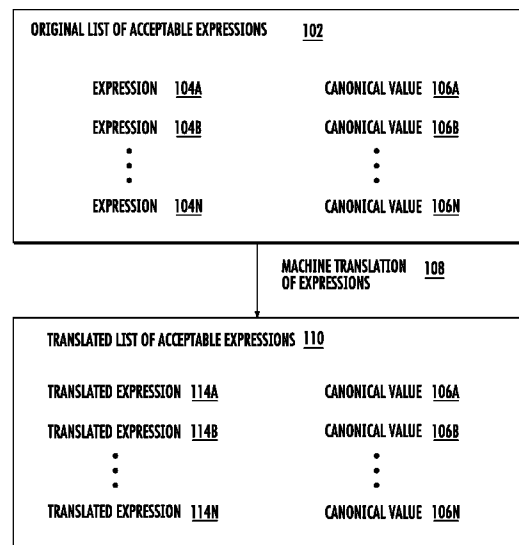 ORIGINAL LIST OF ACCEPTABLE EXPRESSIONS 102
EXPRESSION 104A CANONICAL VALUE 106A
EXPRESSION 104B CANONICAL VALUE 106B
EXPRESSION 104N CANONICAL VALUE 106N
MACHINE TRANSLATION 108
OF EXPRESSIONS
TRANSLATED LIST OF ACCEPTABLE EXPRESSIONS 110
TRANSLATED EXPRESSION 114A CANONICAL VALUE 106A
TRANSLATED EXPRESSION 114B CANONICAL VALUE 106B
TRANSLATED EXPRESSION 114N CANONICAL VALUE 106N